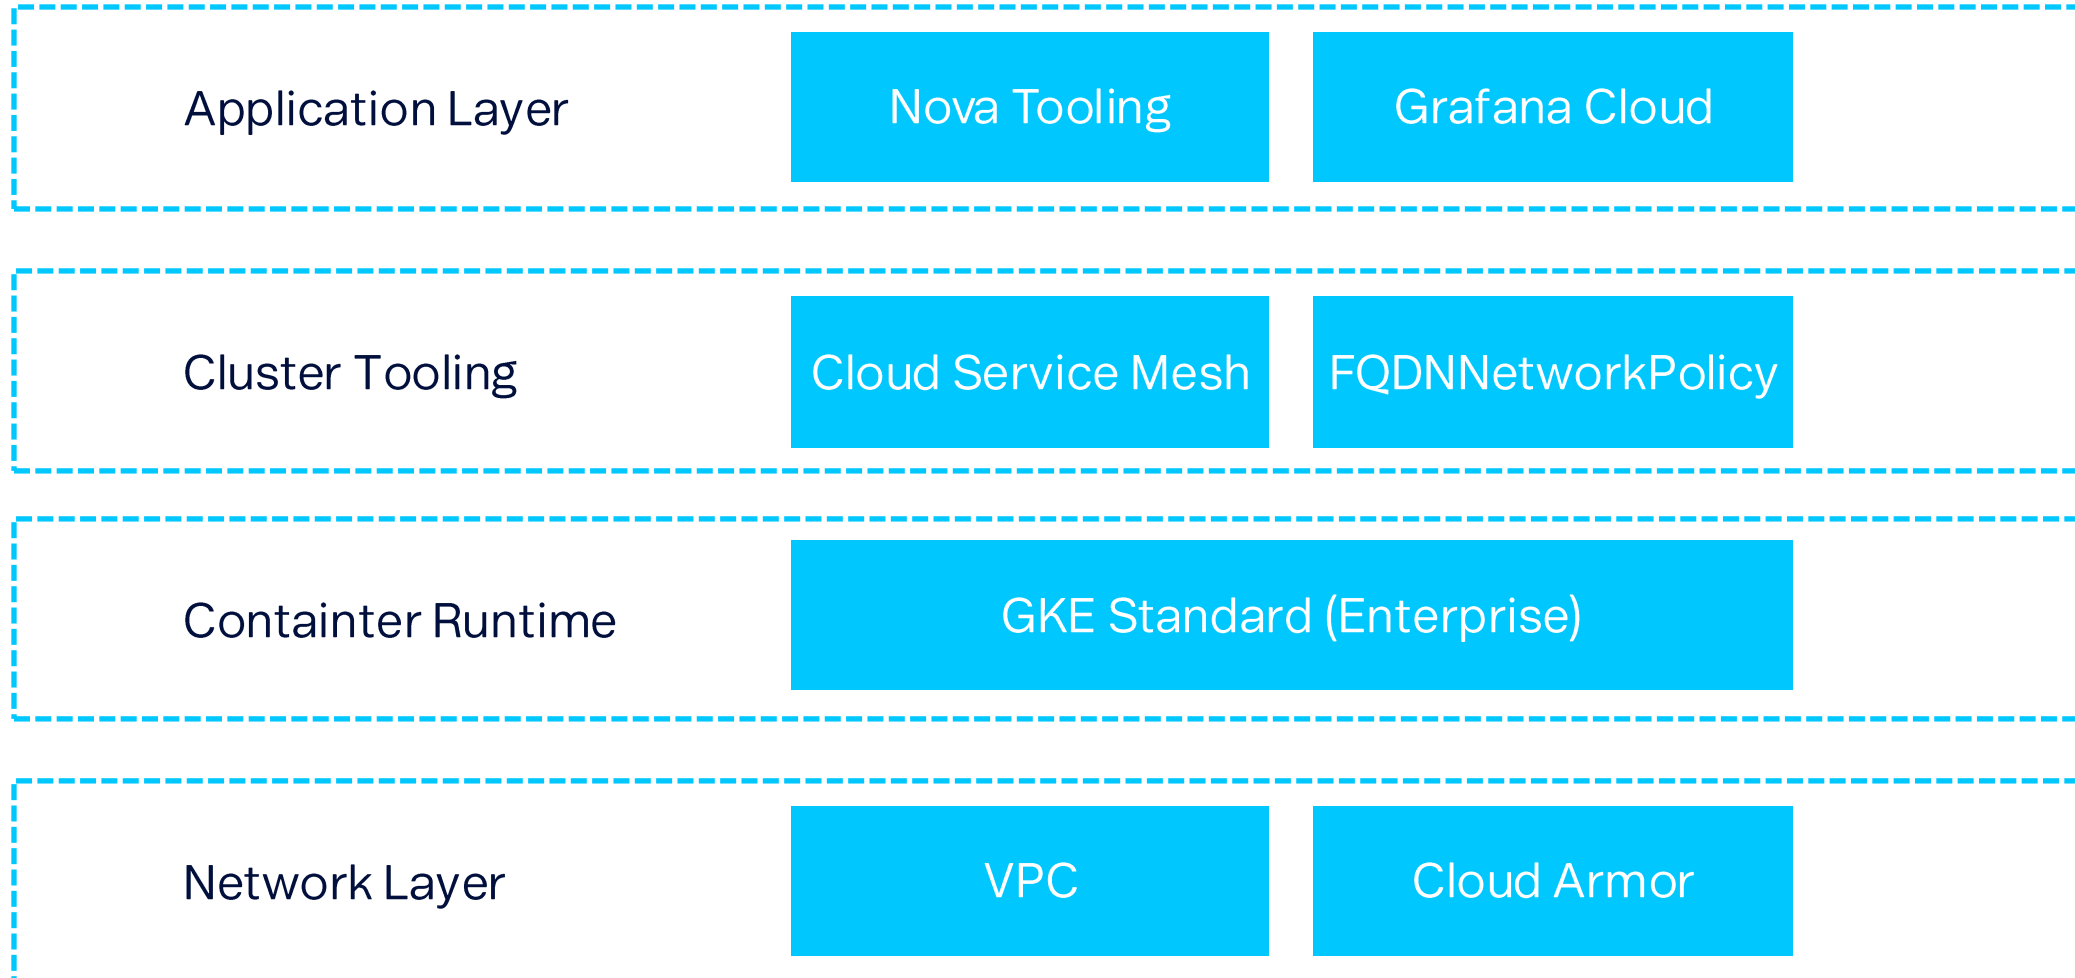 Application Layer
Nova Tooling
Grafana Cloud
Cluster Tooling
Cloud Service Mesh
FQDNNetworkPolicy
Containter Runtime
GKE Standard (Enterprise)
Network Layer
VPC
Cloud Armor